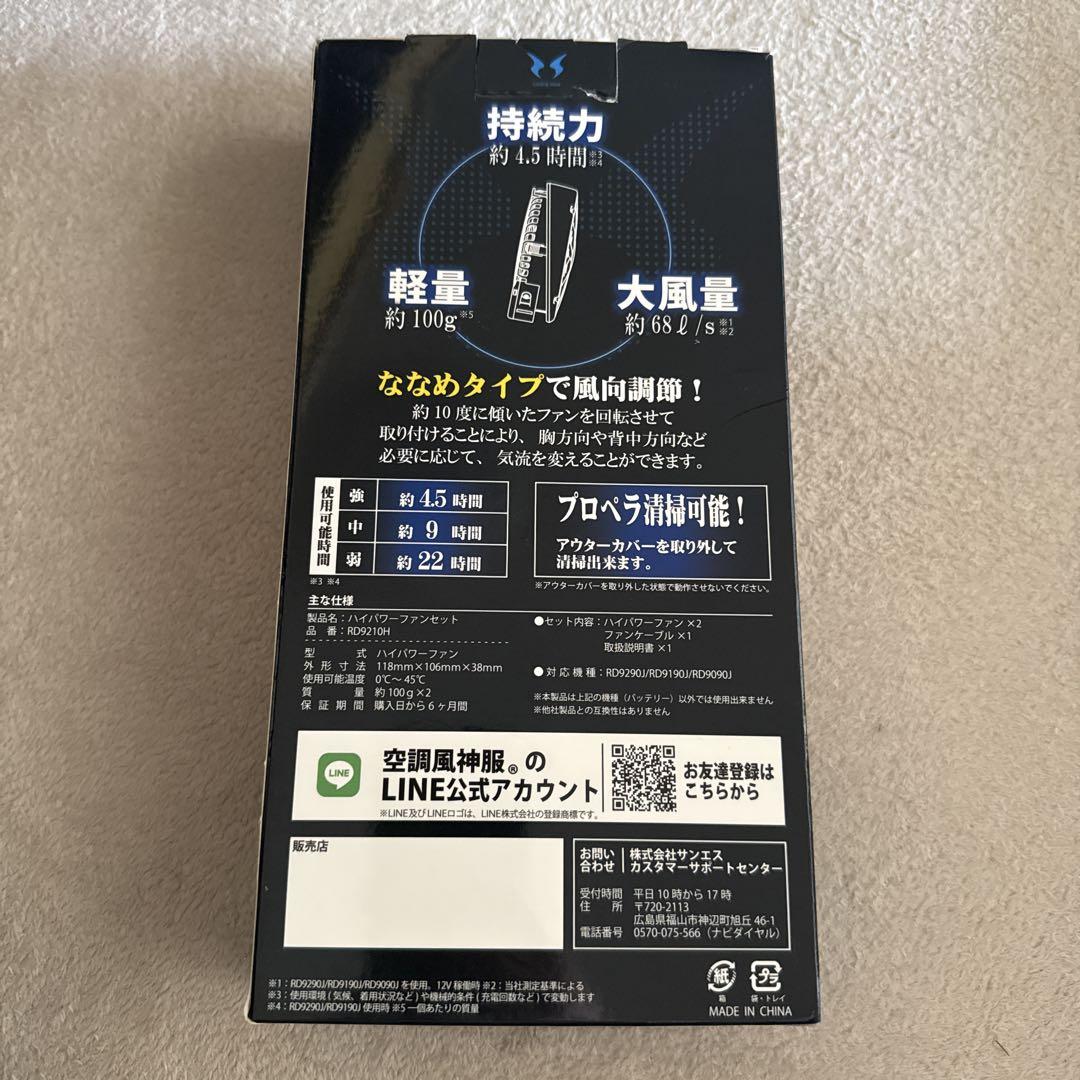 持続力
約 4.5 時間※3 ※4
軽量
約 100g※5
大風量
約 68ℓ/s※1 ※2
ななめタイプで風向調節！
約 10 度に傾いたファンを回転させて
取り付けることにより、胸方向や背中方向など
必要に応じて、気流を変えることができます。
使用可能時間
強 約 4.5 時間
中 約 9 時間
弱 約 22 時間
※3 ※4
プロペラ清掃可能！
アウターカバーを取り外して
清掃出来ます。
※アウターカバーを取り外した状態で動作させないでください。
主な仕様
製品名：ハイパワーファンセット
品　番：RD9210H
型　式 ハイパワーファン
外形寸法 118mm×106mm×38mm
使用可能温度 0℃～45℃
質　量 約100g×2
保証期間 購入日から6ヶ月間
●セット内容：ハイパワーファン ×2
ファンケーブル ×1
取扱説明書 ×1
●対応機種：RD9290J/RD9190J/RD9090J
※本製品は上記の機種（バッテリー）以外では使用出来ません
※他社製品との互換性はありません
LINE
空調風神服®の
LINE公式アカウント
※LINE及びLINEロゴは、LINE株式会社の登録商標です。
お友達登録は
こちらから
販売店
お問い合わせ
株式会社サンエス
カスタマーサポートセンター
受付時間 平日10時から17時
住　所 〒720-2113
広島県福山市神辺町旭丘 46-1
電話番号 0570-075-566（ナビダイヤル）
※1：RD9290J/RD9190J/RD9090J を使用。12V稼働時 ※2：当社測定基準による
※3：使用環境(気候、着用状況など)や機械的条件(充電回数など)で変動します
※4：RD9290J/RD9190J 使用時 ※5 一個あたりの質量
紙
箱
プラ
袋・トレイ
MADE IN CHINA